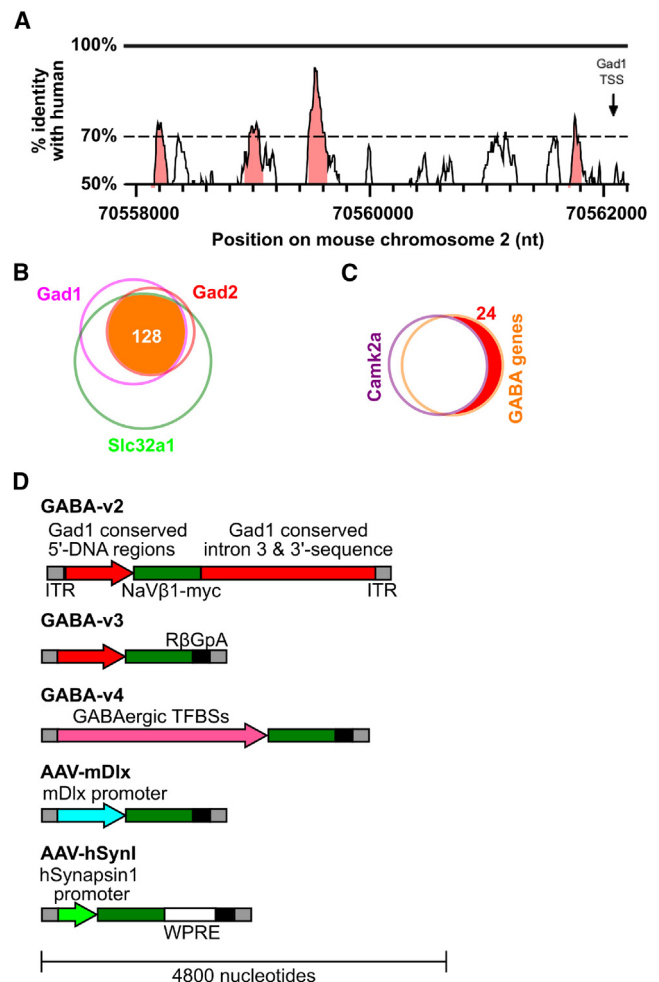 A
100%
Gad1
TSS
% identity
with human
70%
50%
70558000
70560000
70562000
Position on mouse chromosome 2 (nt)
B
Gad1
Gad2
128
Slc32a1
C
24
Camk2a
GABA genes
D
GABA-v2
Gad1 conserved
5'-DNA regions
Gad1 conserved
intron 3 & 3'-sequence
ITR
NaVβ1-myc
ITR
GABA-v3
RβGpA
GABA-v4
GABAergic TFBSs
AAV-mDlx
mDlx promoter
AAV-hSynI
hSynapsin1
promoter
WPRE
4800 nucleotides